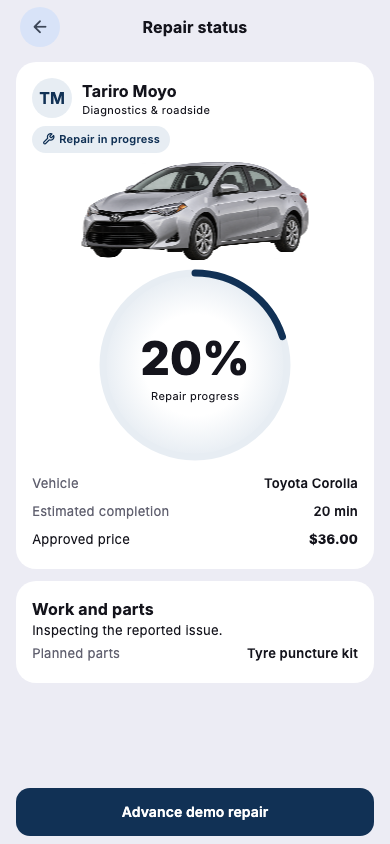 Repair status
TM
Tariro Moyo
Diagnostics & roadside
Repair in progress
20%
Repair progress
Vehicle Toyota Corolla
Estimated completion 20 min
Approved price $36.00
Work and parts
Inspecting the reported issue.
Planned parts Tyre puncture kit
Advance demo repair